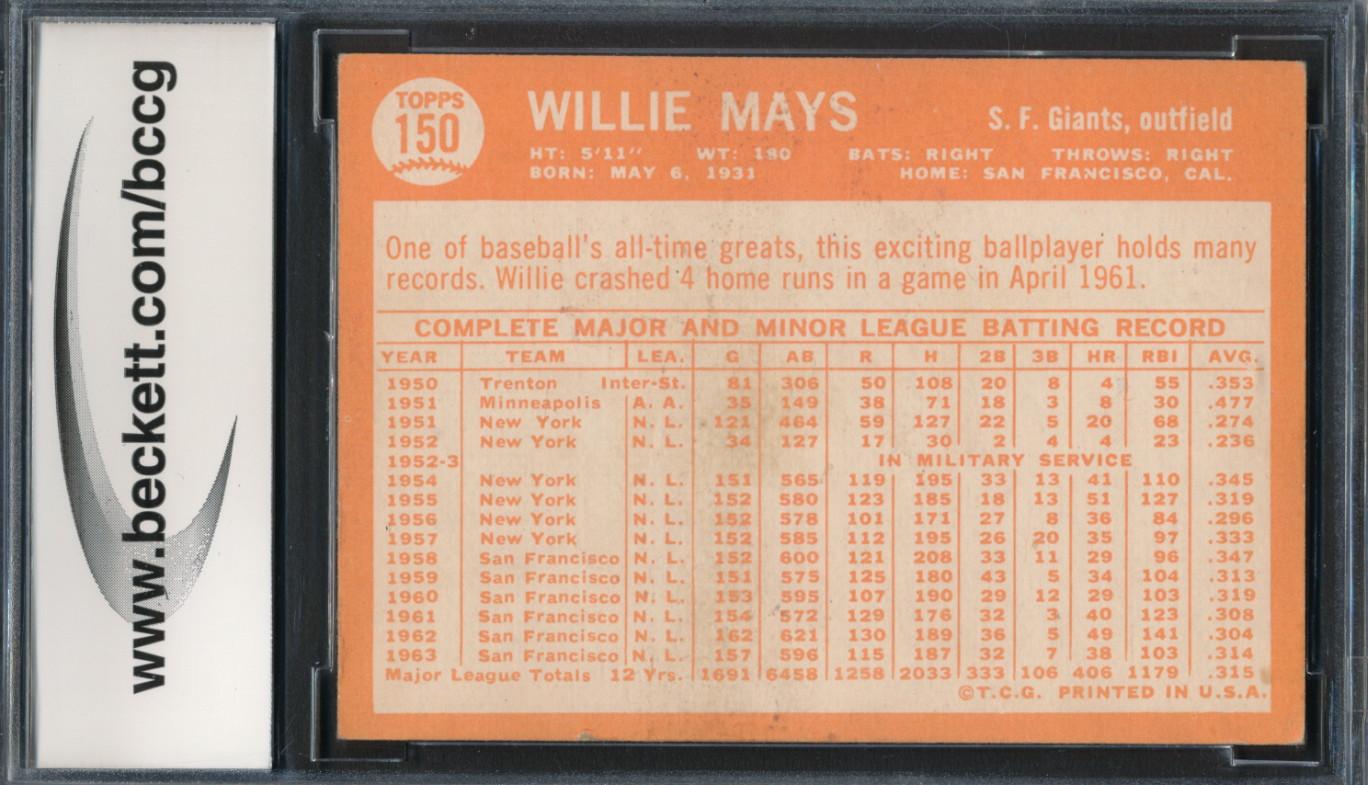 www.beckett.com/bccg
TOPPS
150
WILLIE MAYS
S. F. Giants, outfield
HT: 5'11" WT: 180 BATS: RIGHT THROWS: RIGHT
BORN: MAY 6, 1931 HOME: SAN FRANCISCO, CAL.
One of baseball's all-time greats, this exciting ballplayer holds many
records. Willie crashed 4 home runs in a game in April 1961.
COMPLETE MAJOR AND MINOR LEAGUE BATTING RECORD
YEAR TEAM LEA. G AB R H 2B 3B HR RBI AVG.
1950 Trenton Inter-St. 81 306 50 108 20 8 4 55 .353
1951 Minneapolis A. A. 35 149 38 71 18 3 8 30 .477
1951 New York N. L. 121 464 59 127 22 5 20 68 .274
1952 New York N. L. 34 127 17 30 2 4 4 23 .236
1952-3 IN MILITARY SERVICE
1954 New York N. L. 151 565 119 195 33 13 41 110 .345
1955 New York N. L. 152 580 123 185 18 13 51 127 .319
1956 New York N. L. 152 578 101 171 27 8 36 84 .296
1957 New York N. L. 152 585 112 195 26 20 35 97 .333
1958 San Francisco N. L. 152 600 121 208 33 11 29 96 .347
1959 San Francisco N. L. 151 575 125 180 43 5 34 104 .313
1960 San Francisco N. L. 153 595 107 190 29 12 29 103 .319
1961 San Francisco N. L. 154 572 129 176 32 3 40 123 .308
1962 San Francisco N. L. 162 621 130 189 36 5 49 141 .304
1963 San Francisco N. L. 157 596 115 187 32 7 38 103 .314
Major League Totals 12 Yrs. 1691 6458 1258 2033 333 106 406 1179 .315
©T.C.G. PRINTED IN U.S.A.